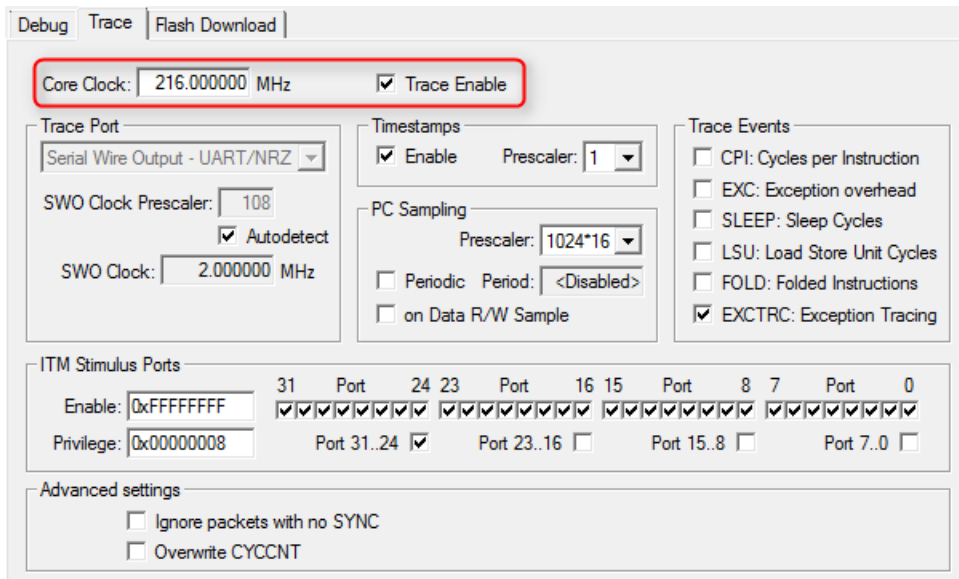 Debug Trace Flash Download
Core Clock: 216.000000 MHz Trace Enable
Trace Port
Serial Wire Output - UART/NRZ
SWO Clock Prescaler: 108
Autodetect
SWO Clock: 2.000000 MHz
Timestamps
Enable Prescaler: 1
PC Sampling
Prescaler: 1024*16
Periodic Period: <Disabled>
on Data R/W Sample
Trace Events
CPI: Cycles per Instruction
EXC: Exception overhead
SLEEP: Sleep Cycles
LSU: Load Store Unit Cycles
FOLD: Folded Instructions
EXCTRC: Exception Tracing
ITM Stimulus Ports
31 Port 24 23 Port 16 15 Port 8 7 Port 0
Enable: 0xFFFFFFFF
Privilege: 0x00000008 Port 31..24 Port 23..16 Port 15..8 Port 7..0
Advanced settings
Ignore packets with no SYNC
Overwrite CYCCNT